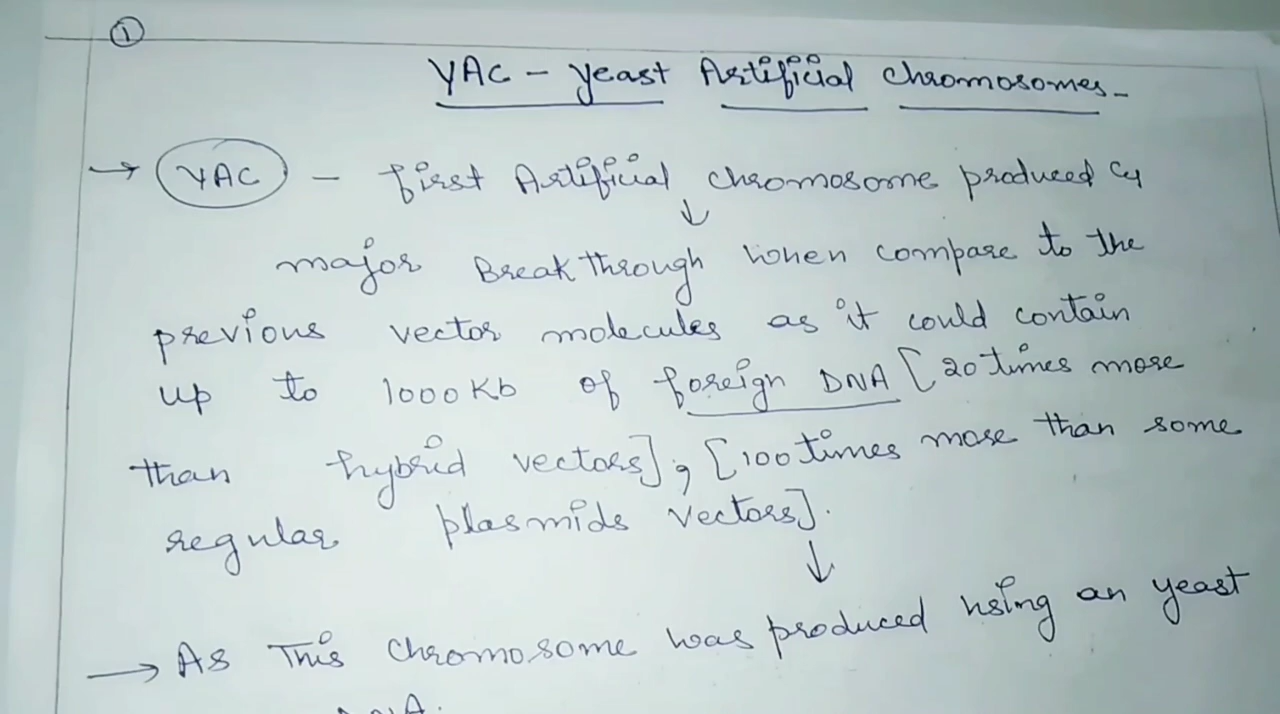 ①
YAC - yeast Artificial chromosomes -
→ YAC - first Artificial chromosome produced
↓
major Breakthrough when compare to the
previous vector molecules as it could contain
up to 1000Kb of foreign DNA [20 times more
than hybrid vectors]; [100 times more than some
regular plasmids vectors].
↓
→ As This chromosome was produced using an yeast
DNA.